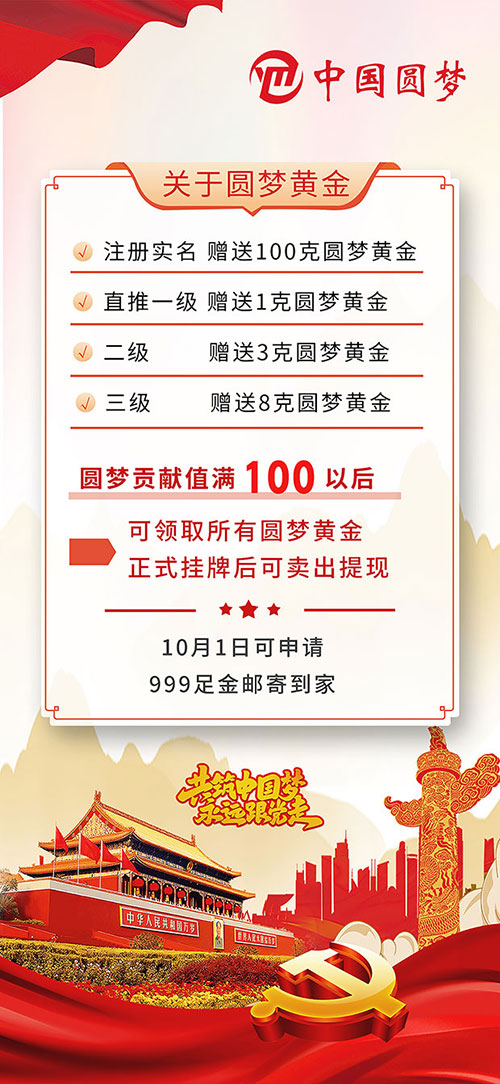 中国圆梦
关于圆梦黄金
注册实名 赠送100克圆梦黄金
直推一级 赠送1克圆梦黄金
二级 赠送3克圆梦黄金
三级 赠送8克圆梦黄金
圆梦贡献值满100以后
可领取所有圆梦黄金
正式挂牌后可卖出提现
10月1日可申请
999足金邮寄到家
共筑中国梦
永远跟党走
中华人民共和国万岁
世界人民大团结万岁